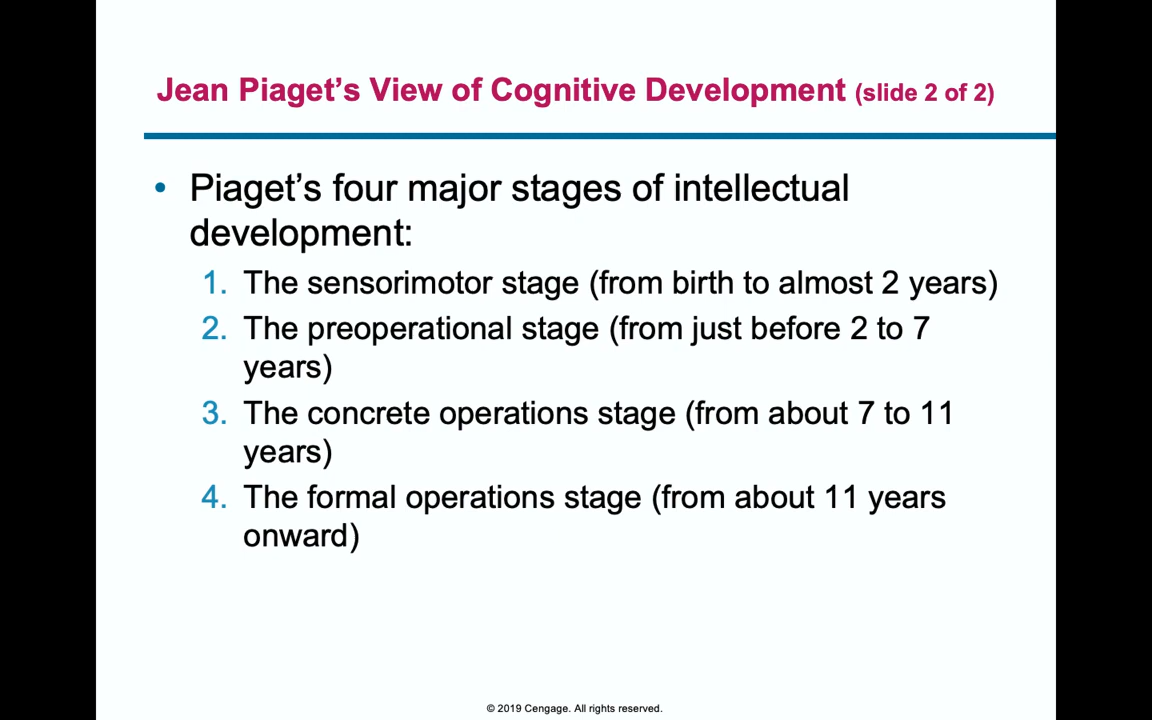 Jean Piaget’s View of Cognitive Development (slide 2 of 2)
• Piaget’s four major stages of intellectual
development:
1. The sensorimotor stage (from birth to almost 2 years)
2. The preoperational stage (from just before 2 to 7
years)
3. The concrete operations stage (from about 7 to 11
years)
4. The formal operations stage (from about 11 years
onward)
© 2019 Cengage. All rights reserved.